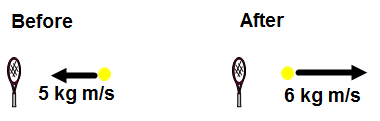 Before
After
5 kg m/s
6 kg m/s